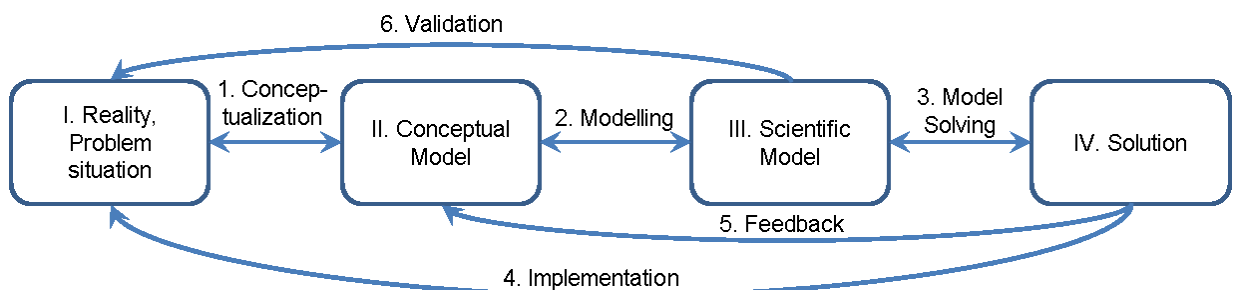 6. Validation
I. Reality,
Problem
situation
1. Concep-
tualization
II. Conceptual
Model
2. Modelling
III. Scientific
Model
3. Model
Solving
IV. Solution
5. Feedback
4. Implementation